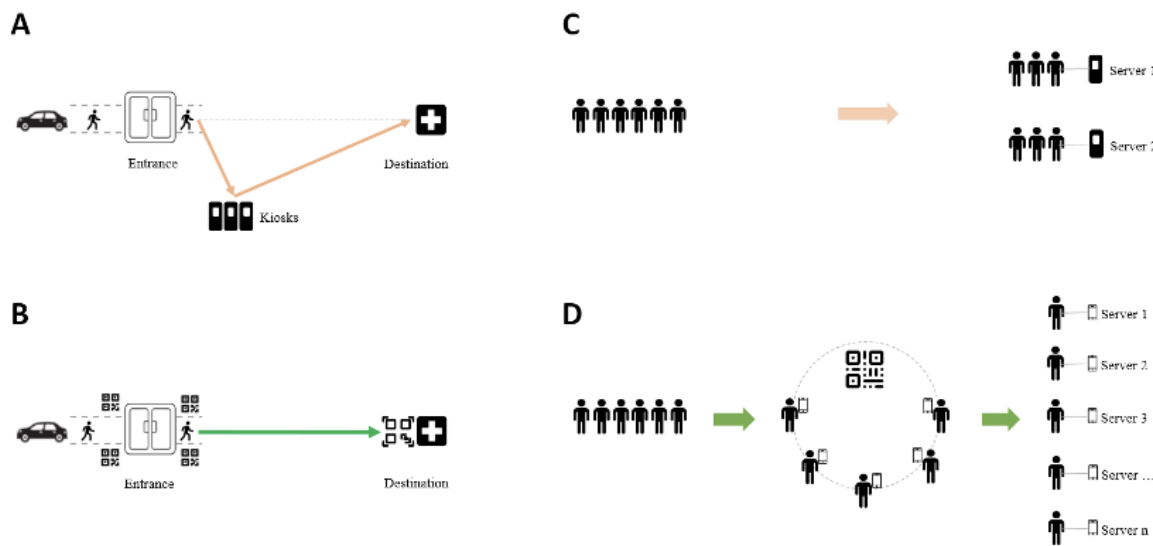 A
Entrance
Destination
Kiosks
B
Entrance
Destination
C
Server 1
Server 2
D
Server 1
Server 2
Server 3
Server ...
Server n